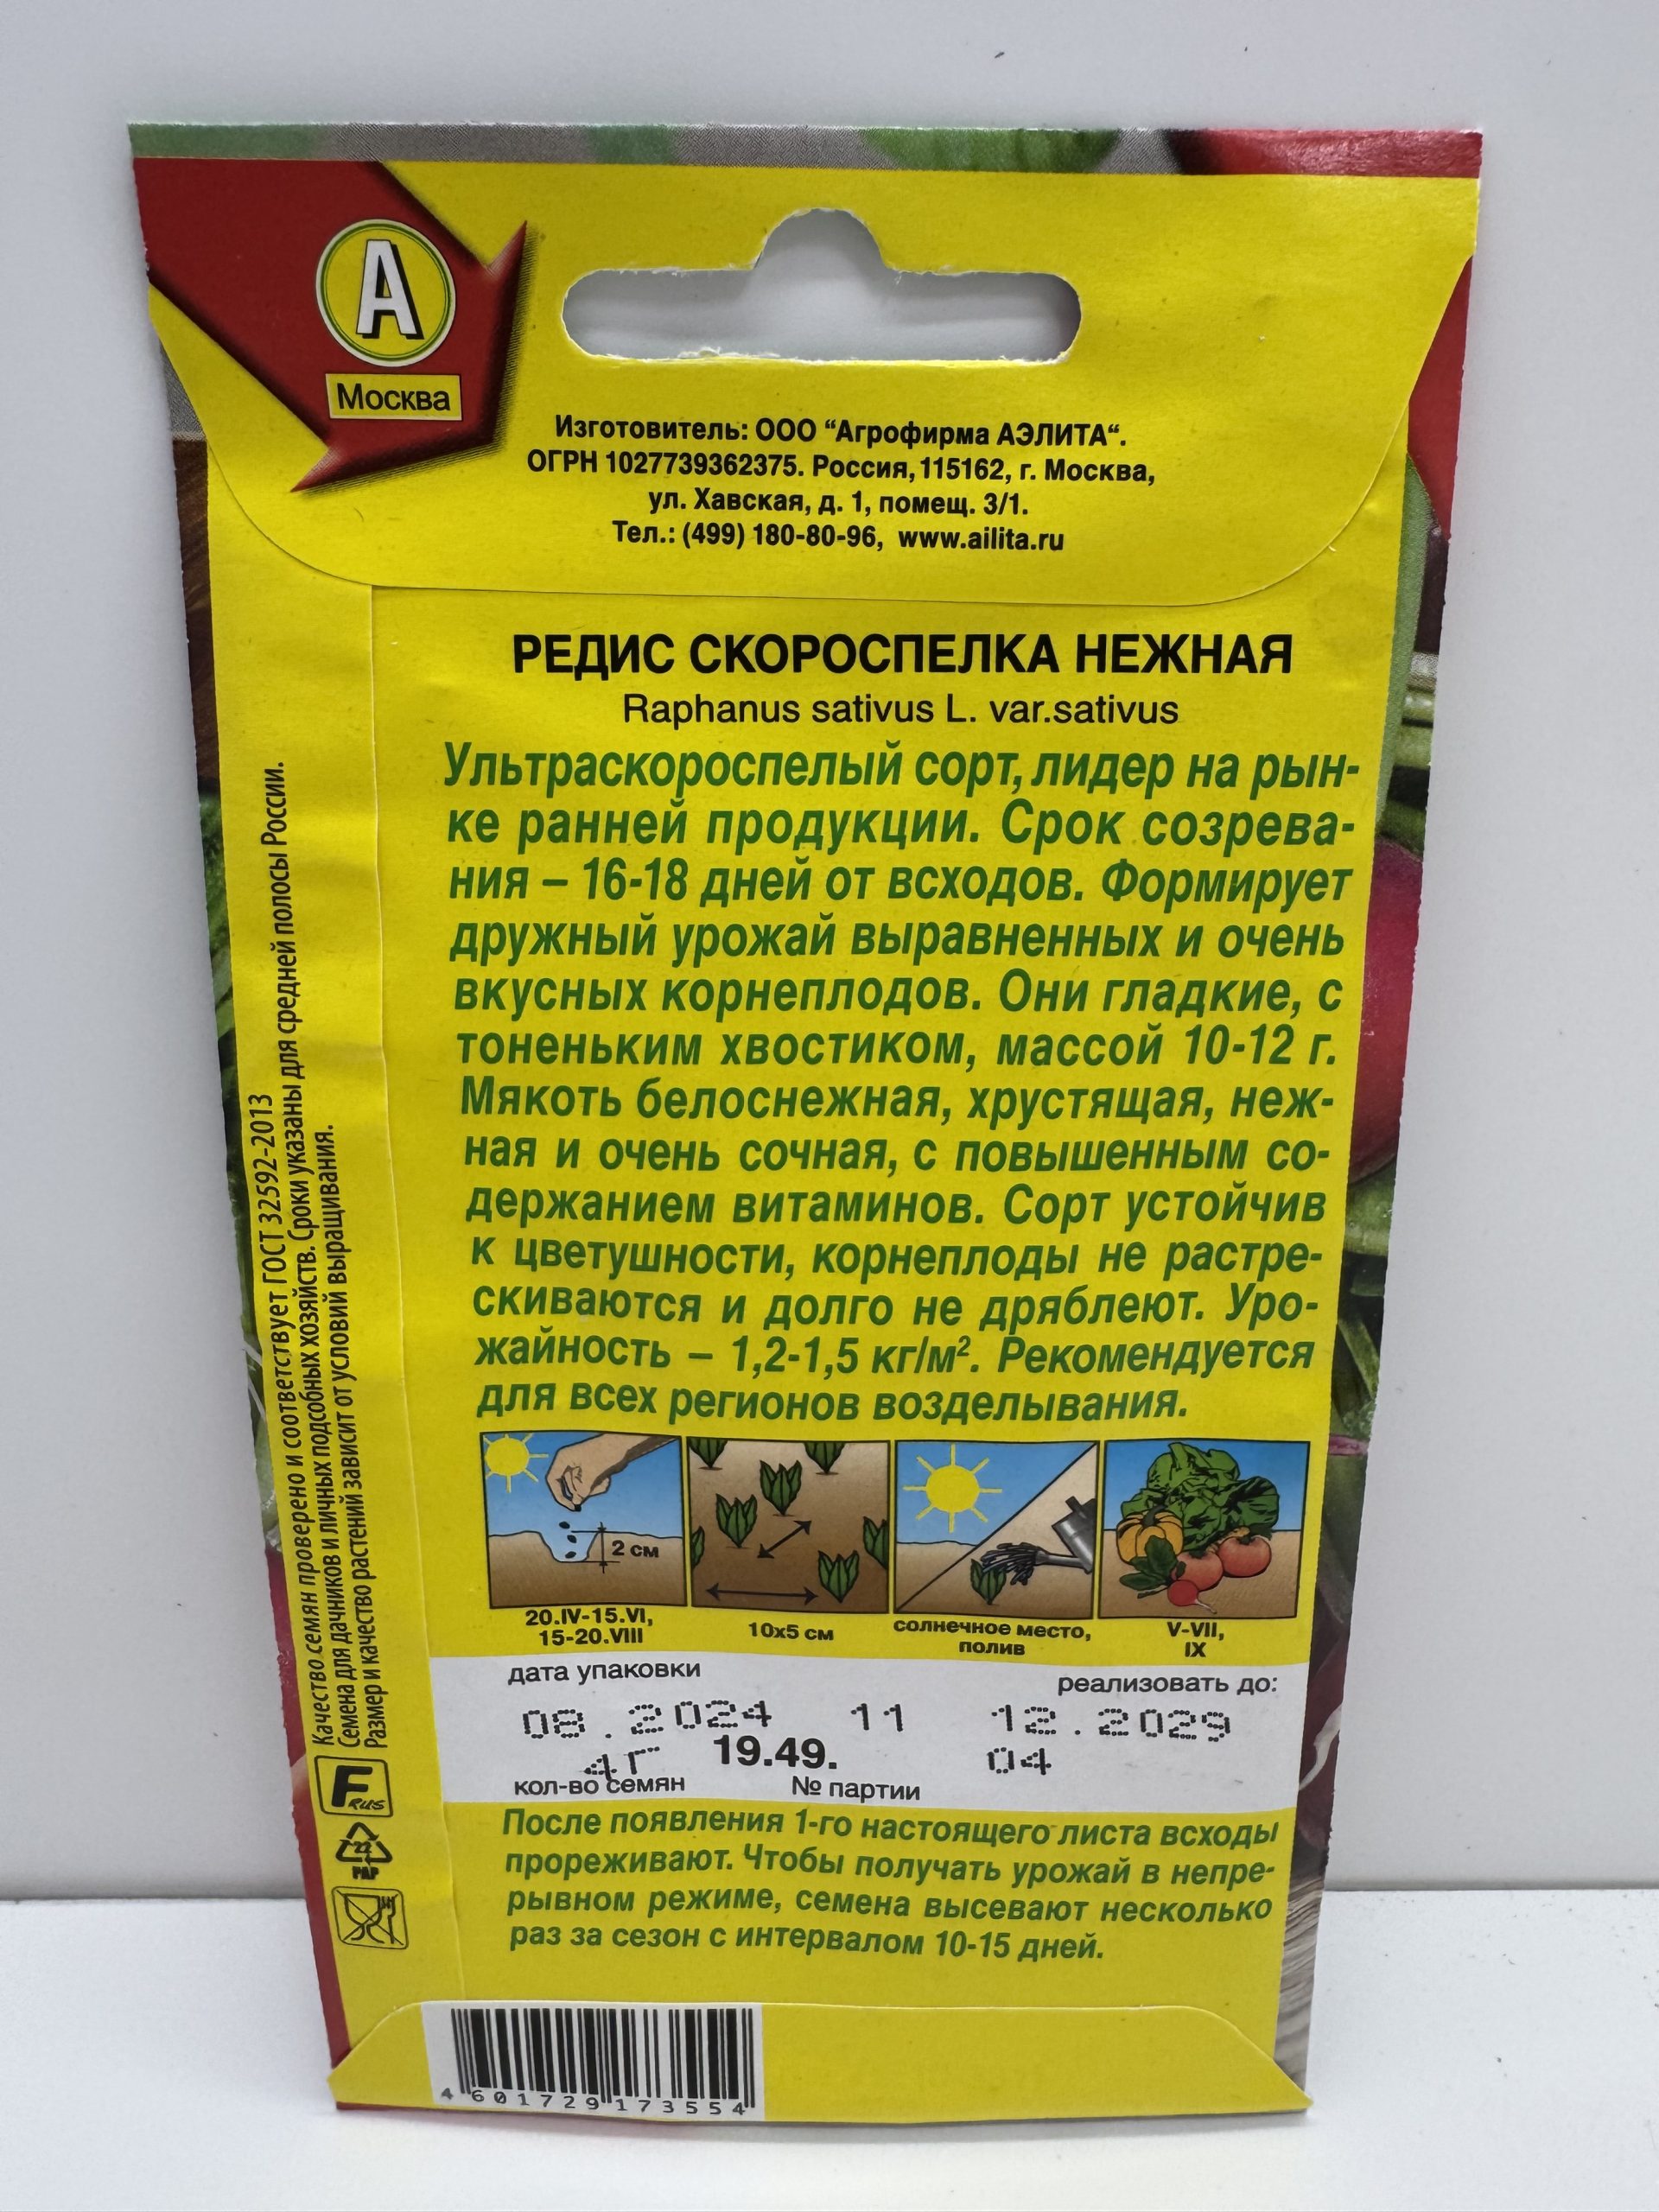 А
Москва
Изготовитель: ООО “Агрофирма АЭЛИТА“.
ОГРН 1027739362375. Россия, 115162, г. Москва,
ул. Хавская, д. 1, помещ. 3/1.
Тел.: (499) 180-80-96, www.ailita.ru
РЕДИС СКОРОСПЕЛКА НЕЖНАЯ
Raphanus sativus L. var.sativus
Ультраскороспелый сорт, лидер на рын-
ке ранней продукции. Срок созрева-
ния – 16-18 дней от всходов. Формирует
дружный урожай выравненных и очень
вкусных корнеплодов. Они гладкие, с
тоненьким хвостиком, массой 10-12 г.
Мякоть белоснежная, хрустящая, неж-
ная и очень сочная, с повышенным со-
держанием витаминов. Сорт устойчив
к цветушности, корнеплоды не растре-
скиваются и долго не дряблеют. Уро-
жайность – 1,2-1,5 кг/м². Рекомендуется
для всех регионов возделывания.
2 см
20.IV-15.VI,
15-20.VIII
10x5 см
солнечное место,
полив
V-VII,
IX
дата упаковки
реализовать до:
08.2024 11 12.2029
4Г 19.49. 04
кол-во семян № партии
После появления 1-го настоящего листа всходы
прореживают. Чтобы получать урожай в непре-
рывном режиме, семена высевают несколько
раз за сезон с интервалом 10-15 дней.
Качество семян проверено и соответствует ГОСТ 32592-2013
Семена для дачников и личных подсобных хозяйств. Сроки указаны для средней полосы России.
Размер и качество растений зависит от условий выращивания.
F RUS
22
PAP
4 601729 173554